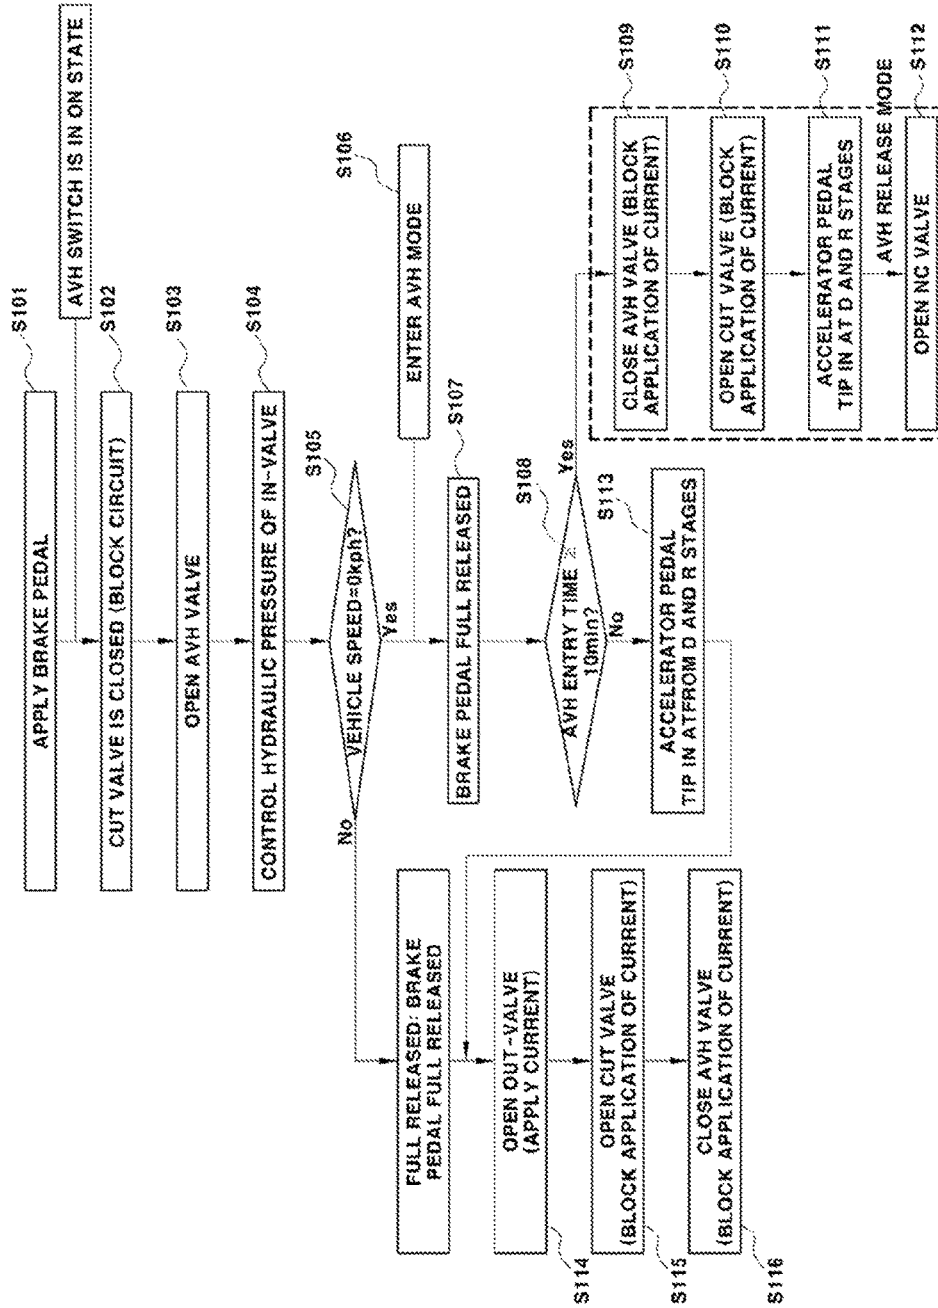 APPLY BRAKE PEDAL
S101
AVH SWITCH IS IN ON STATE
CUT VALVE IS CLOSED (BLOCK CIRCUIT)
S102
OPEN AVH VALVE
S103
CONTROL HYDRAULIC PRESSURE OF IN-VALVE
S104
VEHICLE SPEED=0kph?
S105
No
Yes
ENTER AVH MODE
S106
FULL RELEASED: BRAKE
PEDAL FULL RELEASED
BRAKE PEDAL FULL RELEASED
S107
AVH ENTRY TIME
10min?
S108
Yes
No
CLOSE AVH VALVE (BLOCK
APPLICATION OF CURRENT)
S109
OPEN CUT VALVE (BLOCK
APPLICATION OF CURRENT)
S110
ACCELERATOR PEDAL
TIP IN AT D AND R STAGES
S111
AVH RELEASE MODE
OPEN NC VALVE
S112
ACCELERATOR PEDAL
TIP IN ATFROM D AND R STAGES
S113
OPEN OUT-VALVE
(APPLY CURRENT)
S114
OPEN CUT VALVE
(BLOCK APPLICATION OF CURRENT)
S115
CLOSE AVH VALVE
(BLOCK APPLICATION OF CURRENT)
S116